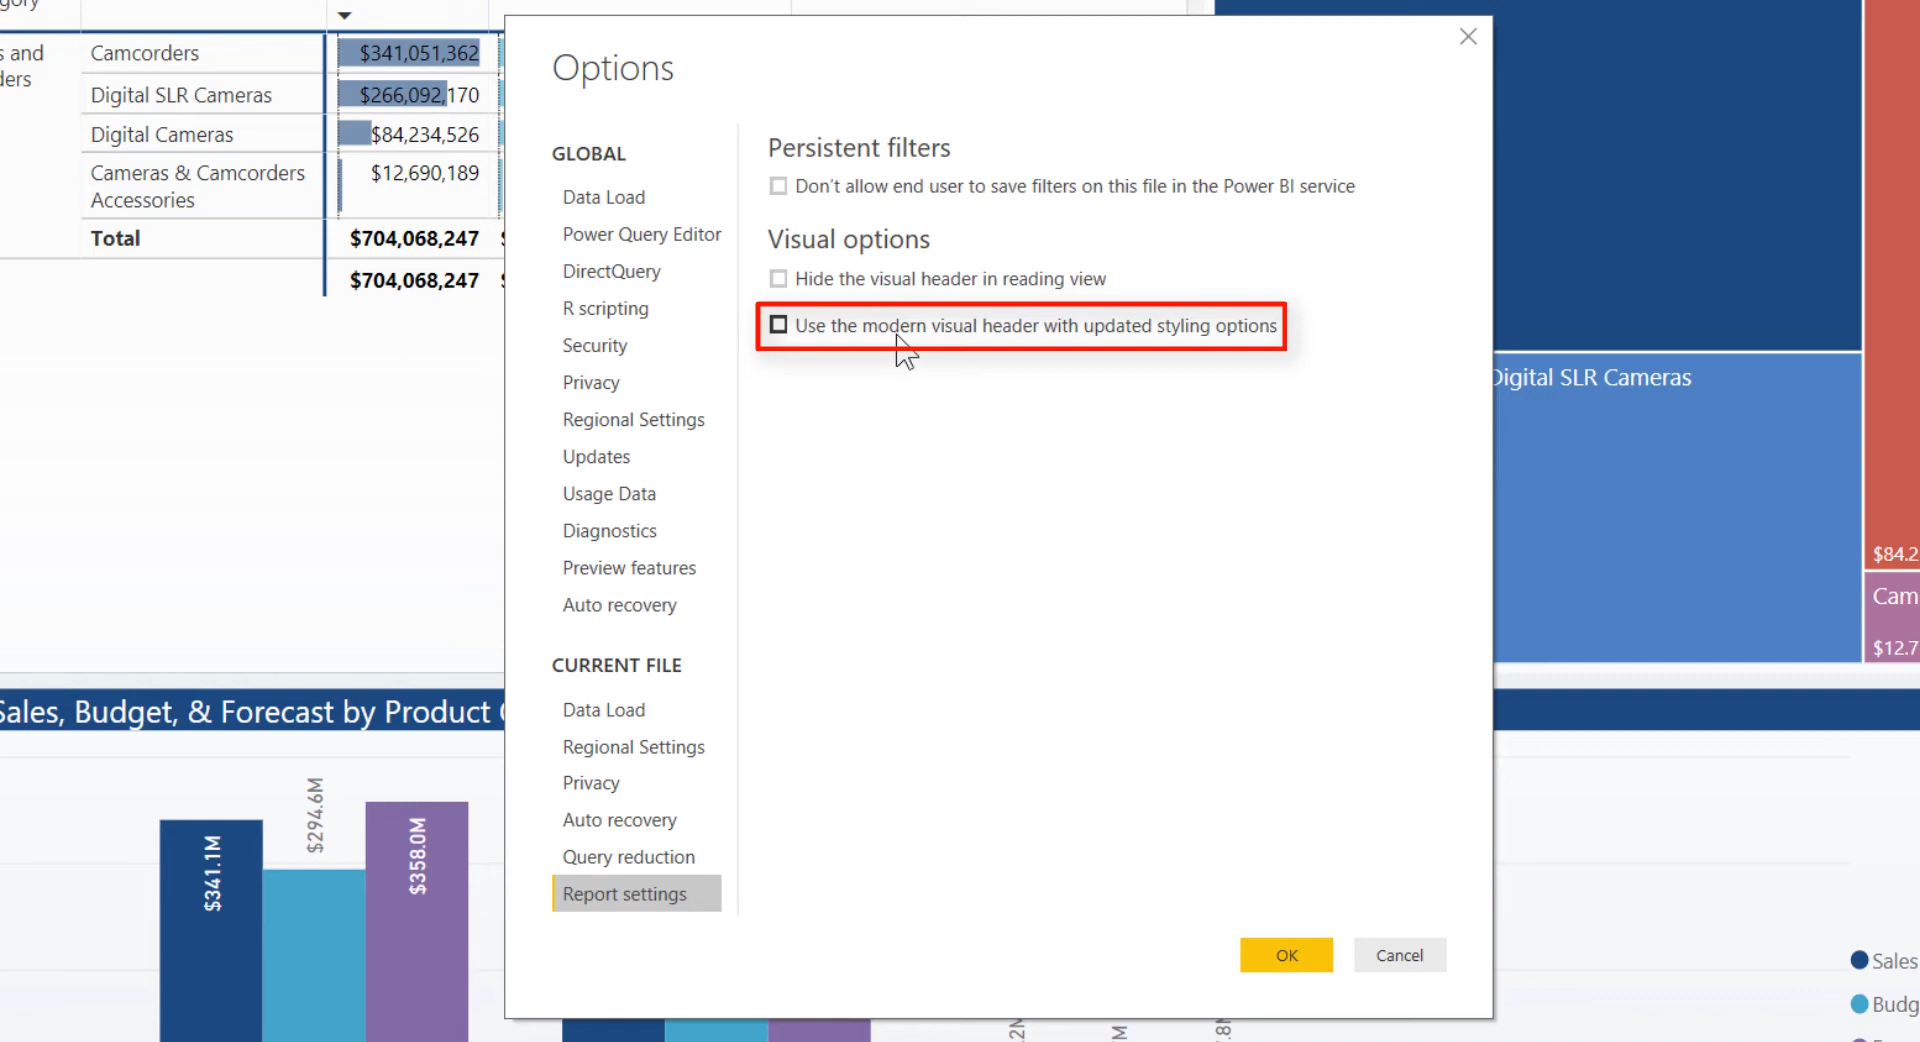 Camcorders $341,051,362
s and
ders
Digital SLR Cameras $266,092,170
Digital Cameras $84,234,526
Cameras & Camcorders $12,690,189
Accessories
Total $704,068,247
$704,068,247
Options
GLOBAL
Data Load
Power Query Editor
DirectQuery
R scripting
Security
Privacy
Regional Settings
Updates
Usage Data
Diagnostics
Preview features
Auto recovery
CURRENT FILE
Data Load
Regional Settings
Privacy
Auto recovery
Query reduction
Report settings
Persistent filters
Don't allow end user to save filters on this file in the Power BI service
Visual options
Hide the visual header in reading view
Use the modern visual header with updated styling options
OK
Cancel
Digital SLR Cameras
$84.2
Cam
$12.7
Sales, Budget, & Forecast by Product
$341.1M
$294.6M
$358.0M
Sales
Budg